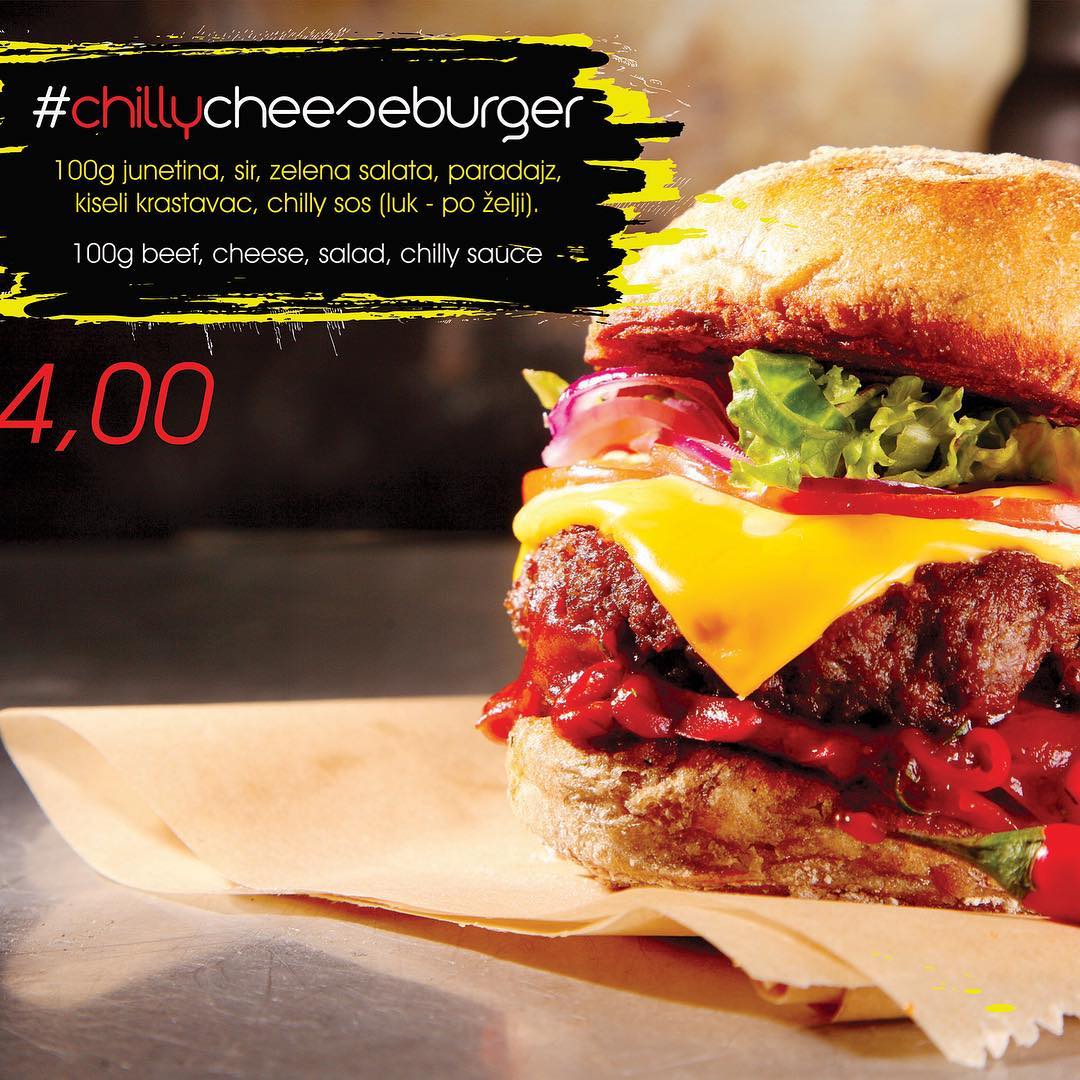 #chillycheeseburger
100g junetina, sir, zelena salata, paradajz,
kiseli krastavac, chilly sos (luk - po želji).
100g beef, cheese, salad, chilly sauce
4,00